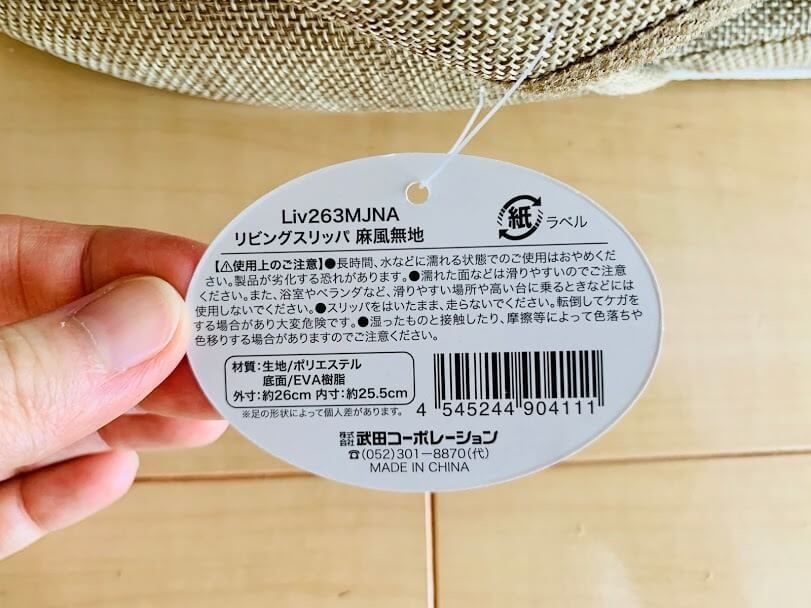 Liv263MJNA
リビングスリッパ 麻風無地
紙 ラベル
【⚠使用上のご注意】●長時間、水などに濡れる状態でのご使用はおやめくだ
さい。製品が劣化する恐れがあります。●濡れた面などは滑りやすいのでご注意
ください。また、浴室やベランダなど、滑りやすい場所や高い台に乗るときなどには
使用しないでください。●スリッパをはいたまま、走らないでください。転倒してケガを
する場合があり大変危険です。●湿ったものと接触したり、摩擦等によって色落ちや
色移りする場合がありますのでご注意ください。
材質:生地/ポリエステル
底面/EVA樹脂
外寸:約26cm 内寸:約25.5cm
※足の形状によって個人差があります。
4 545244 904111
株式会社 武田コーポレーション
☎(052)301-8870(代)
MADE IN CHINA